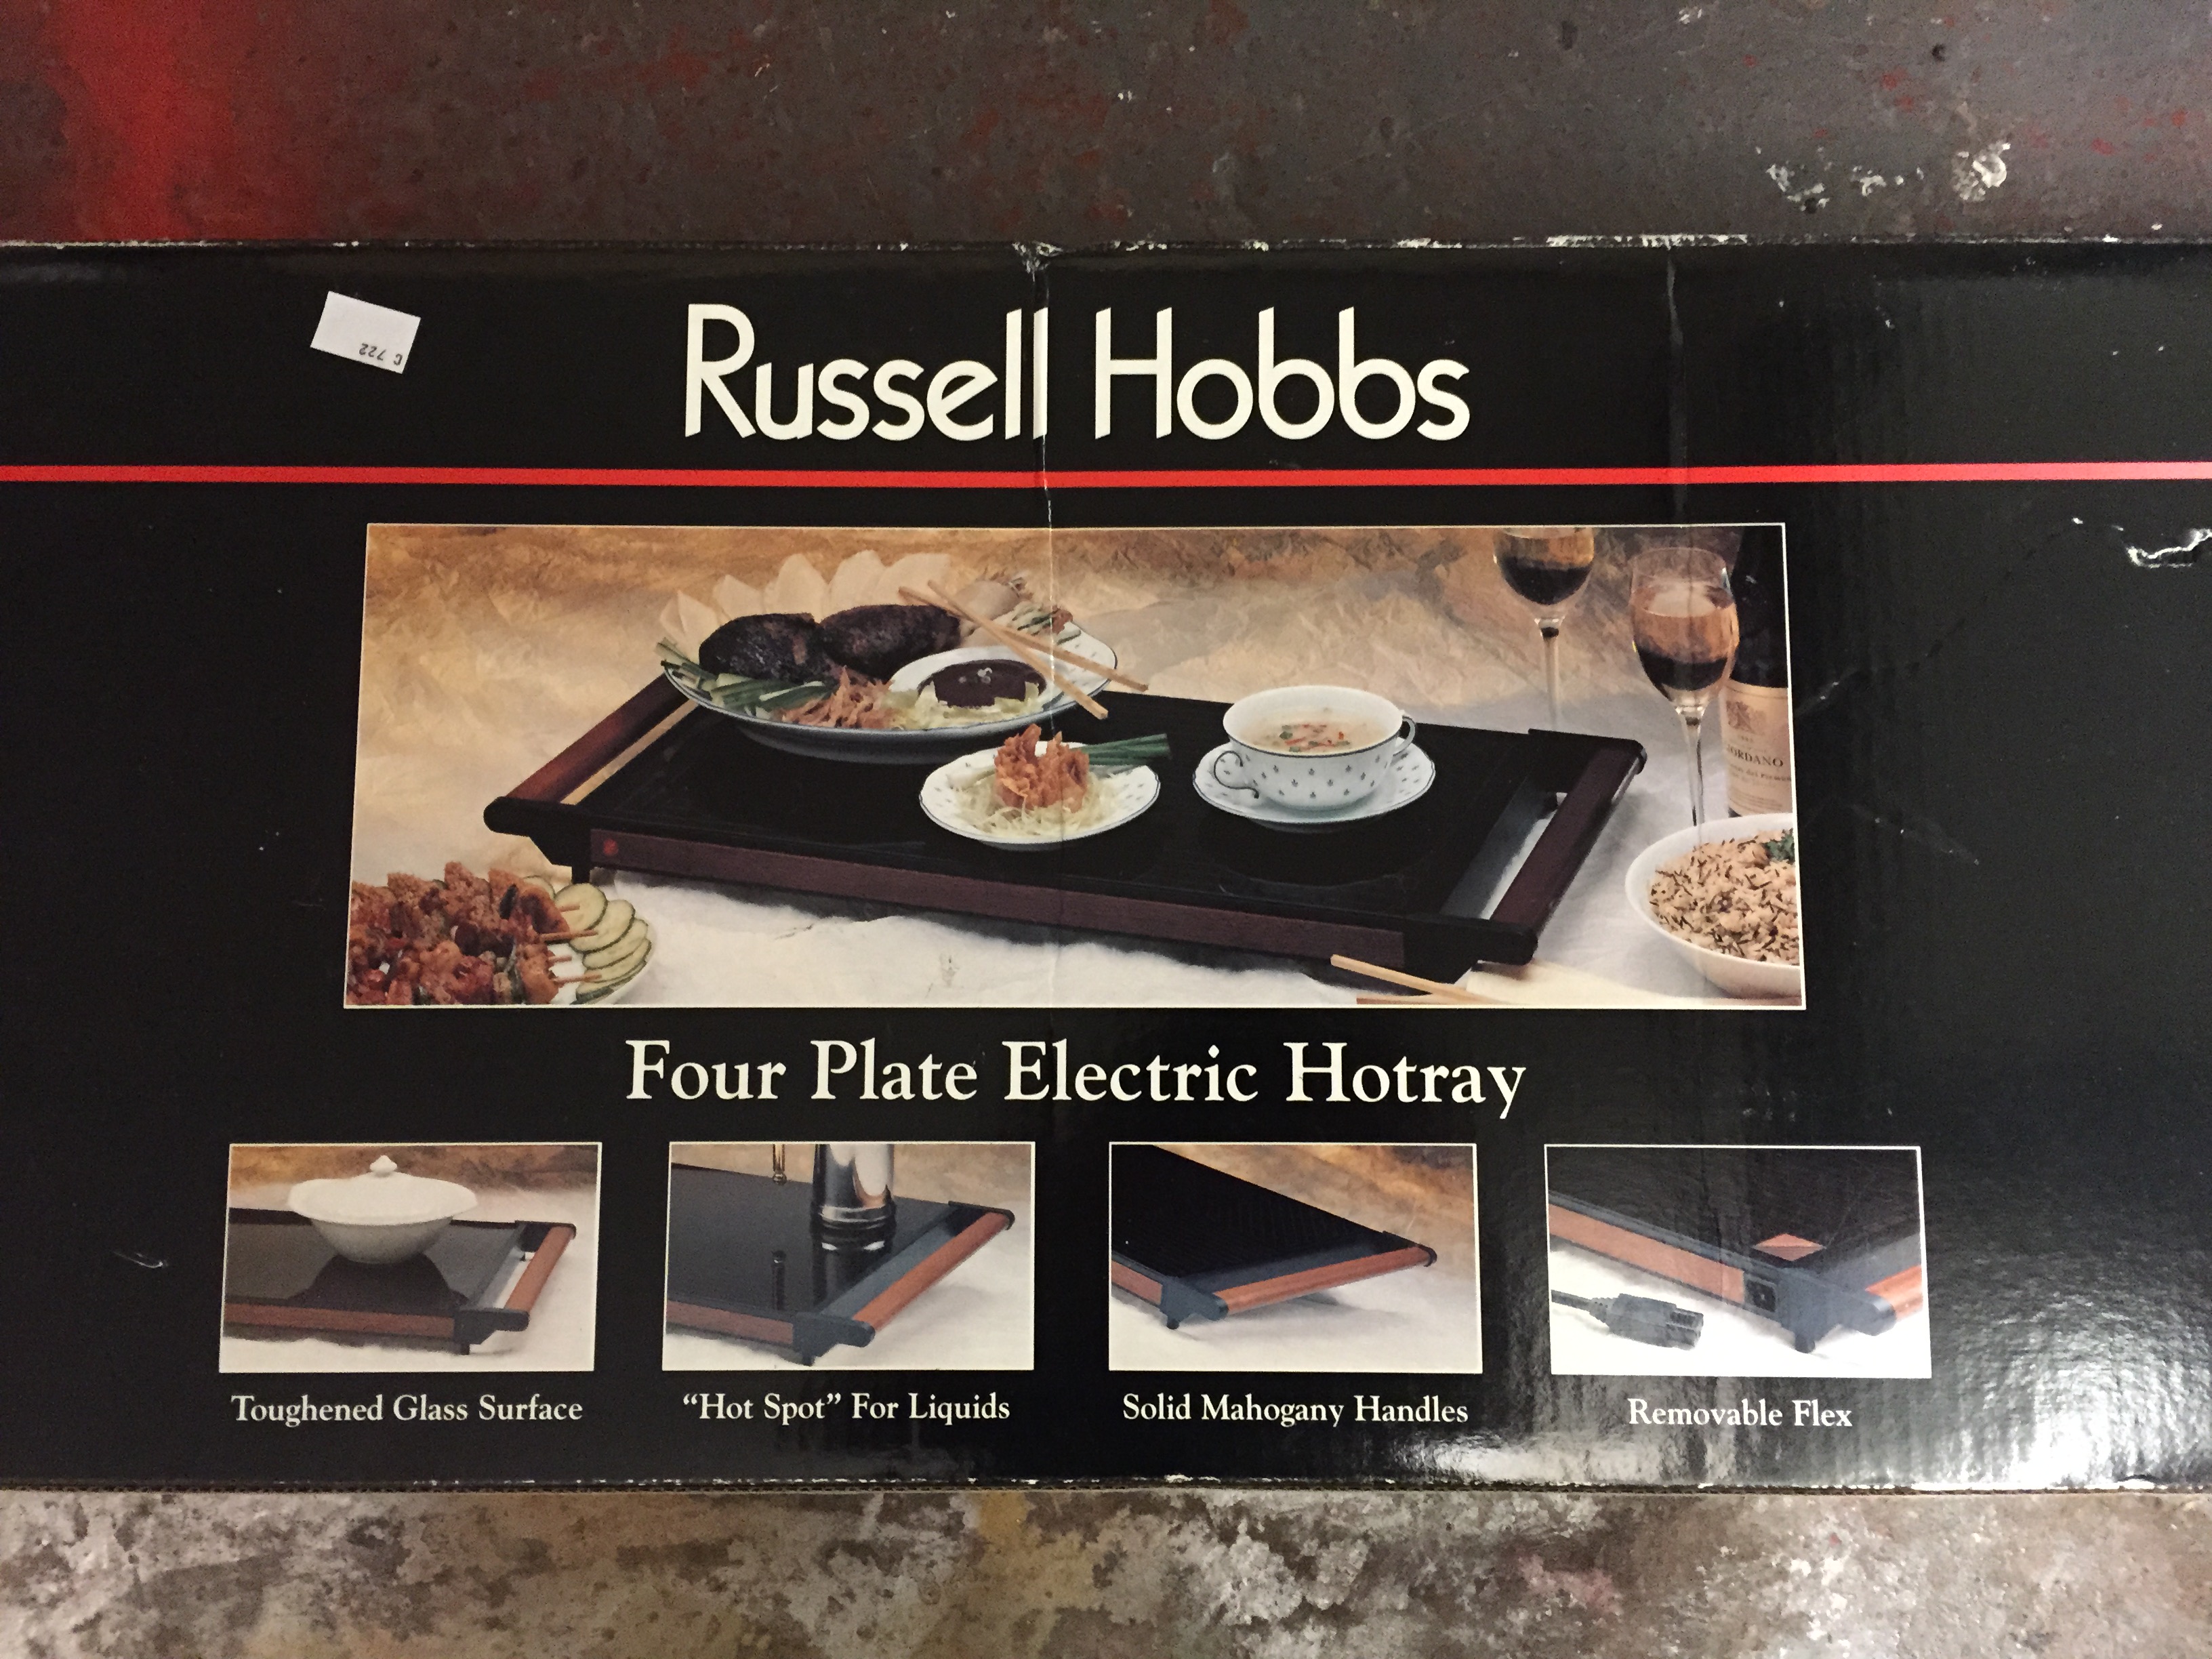 C 722
Russell Hobbs
ORDANO
Four Plate Electric Hotray
Toughened Glass Surface
“Hot Spot” For Liquids
Solid Mahogany Handles
Removable Flex